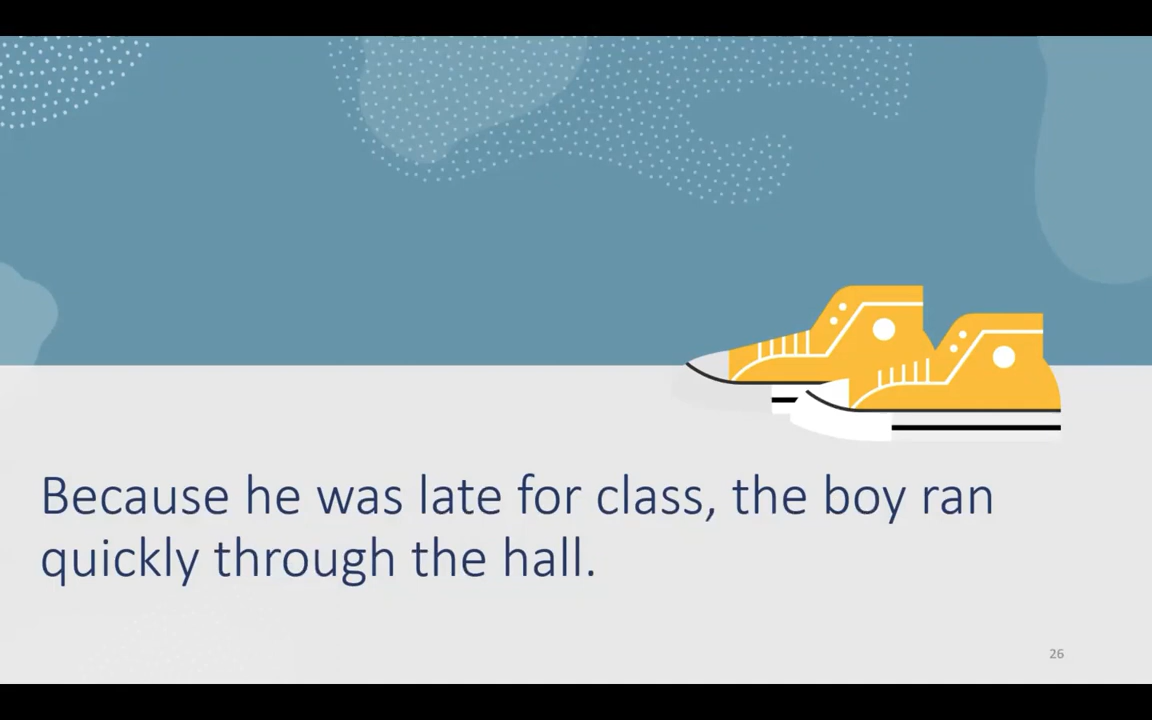 Because he was late for class, the boy ran
quickly through the hall.
26